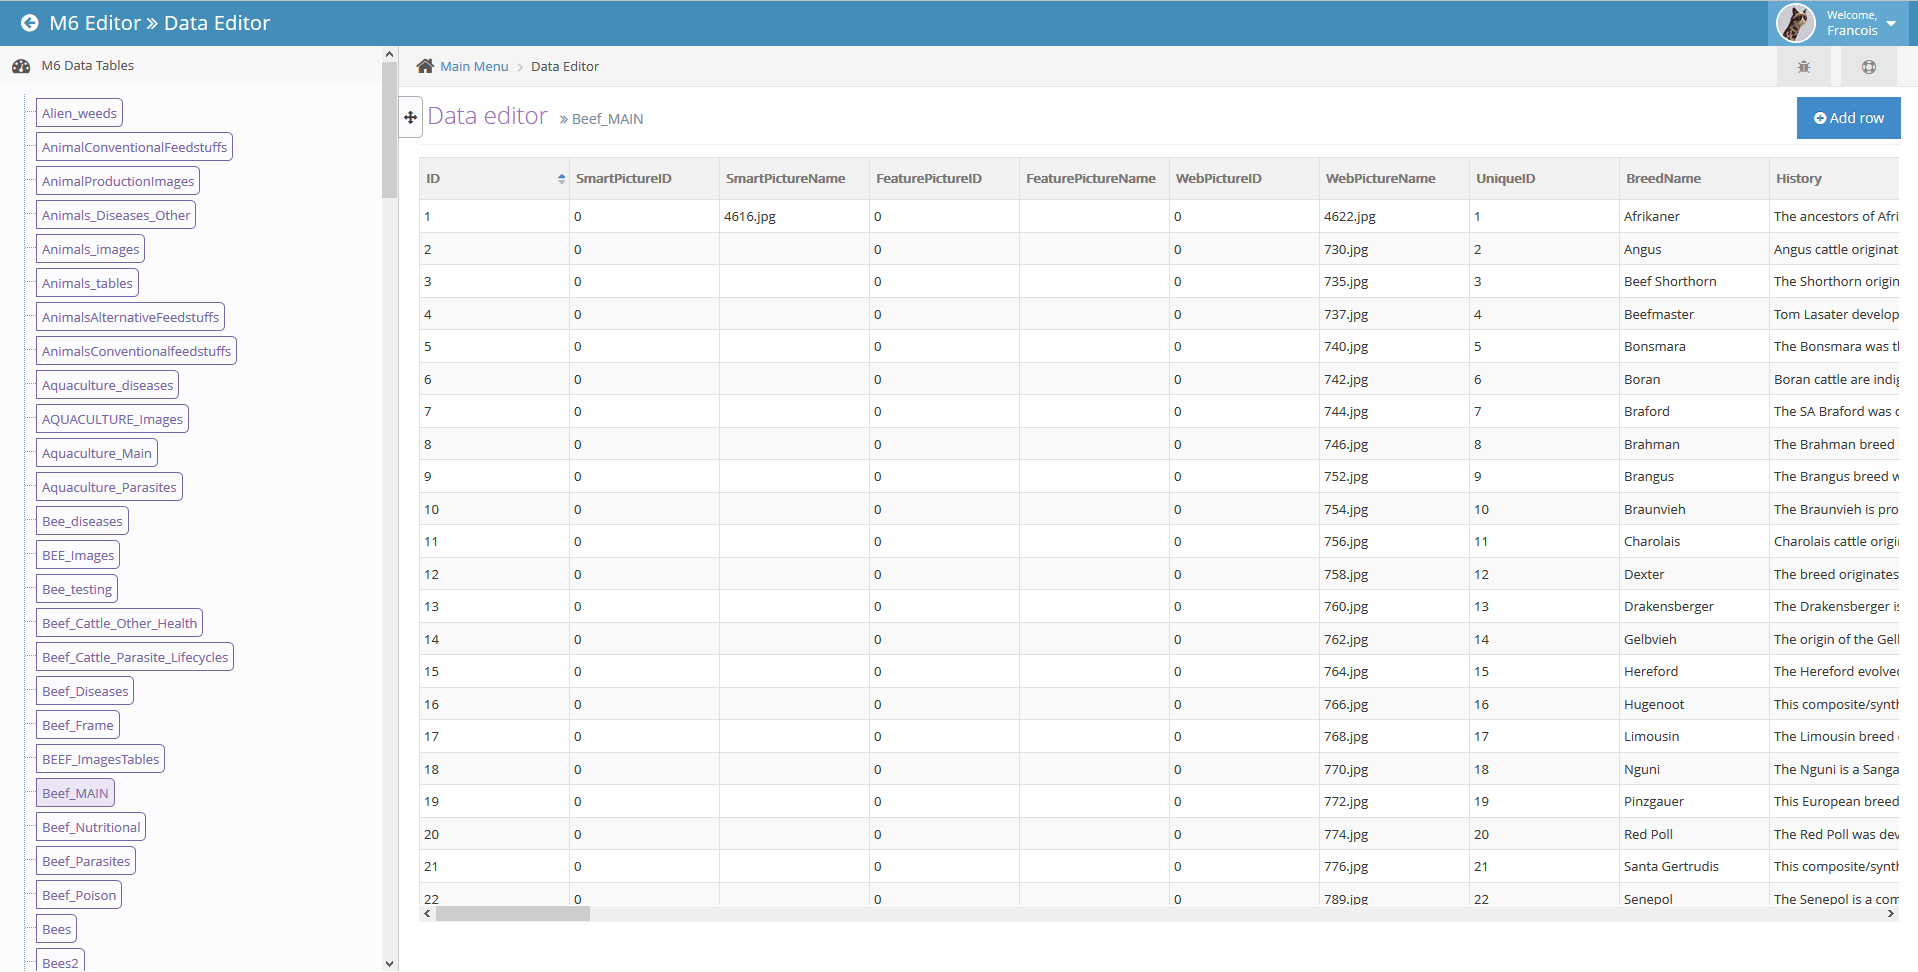 M6 Editor » Data Editor
Welcome,
Francois
M6 Data Tables
Alien_weeds
AnimalConventionalFeedstuffs
AnimalProductionImages
Animals_Diseases_Other
Animals_images
Animals_tables
AnimalsAlternativeFeedstuffs
AnimalsConventionalfeedstuffs
Aquaculture_diseases
AQUACULTURE_Images
Aquaculture_Main
Aquaculture_Parasites
Bee_diseases
BEE_Images
Bee_testing
Beef_Cattle_Other_Health
Beef_Cattle_Parasite_Lifecycles
Beef_Diseases
Beef_Frame
BEEF_ImagesTables
Beef_MAIN
Beef_Nutritional
Beef_Parasites
Beef_Poison
Bees
Bees2
Main Menu > Data Editor
Data editor » Beef_MAIN
Add row
ID SmartPictureID SmartPictureName FeaturePictureID FeaturePictureName WebPictureID WebPictureName UniqueID BreedName History
1 0 4616.jpg 0 0 4622.jpg 1 Afrikaner The ancestors of Afri
2 0 0 0 730.jpg 2 Angus Angus cattle originat
3 0 0 0 735.jpg 3 Beef Shorthorn The Shorthorn origin
4 0 0 0 737.jpg 4 Beefmaster Tom Lasater develop
5 0 0 0 740.jpg 5 Bonsmara The Bonsmara was tl
6 0 0 0 742.jpg 6 Boran Boran cattle are indig
7 0 0 0 744.jpg 7 Braford The SA Braford was c
8 0 0 0 746.jpg 8 Brahman The Brahman breed
9 0 0 0 752.jpg 9 Brangus The Brangus breed w
10 0 0 0 754.jpg 10 Braunvieh The Braunvieh is pro
11 0 0 0 756.jpg 11 Charolais Charolais cattle origi
12 0 0 0 758.jpg 12 Dexter The breed originates
13 0 0 0 760.jpg 13 Drakensberger The Drakensberger is
14 0 0 0 762.jpg 14 Gelbvieh The origin of the Gell
15 0 0 0 764.jpg 15 Hereford The Hereford evolved
16 0 0 0 766.jpg 16 Hugenoot This composite/synth
17 0 0 0 768.jpg 17 Limousin The Limousin breed
18 0 0 0 770.jpg 18 Nguni The Nguni is a Sanga
19 0 0 0 772.jpg 19 Pinzgauer This European breed
20 0 0 0 774.jpg 20 Red Poll The Red Poll was dev
21 0 0 0 776.jpg 21 Santa Gertrudis This composite/synth
22 0 0 0 789.jpg 22 Senepol The Senepol is a com